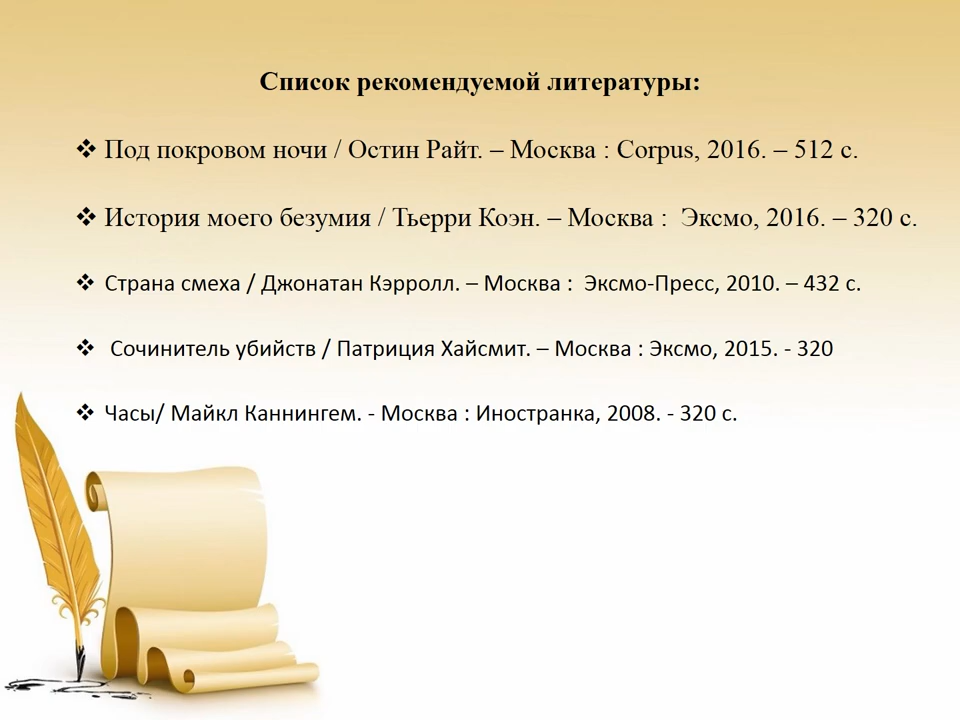 Список рекомендуемой литературы:
❖ Под покровом ночи / Остин Райт. – Москва : Corpus, 2016. – 512 с.
❖ История моего безумия / Тьерри Коэн. – Москва : Эксмо, 2016. – 320 с.
❖ Страна смеха / Джонатан Кэрролл. – Москва : Эксмо-Пресс, 2010. – 432 с.
❖ Сочинитель убийств / Патриция Хайсмит. – Москва : Эксмо, 2015. - 320
❖ Часы/ Майкл Каннингем. - Москва : Иностранка, 2008. - 320 с.